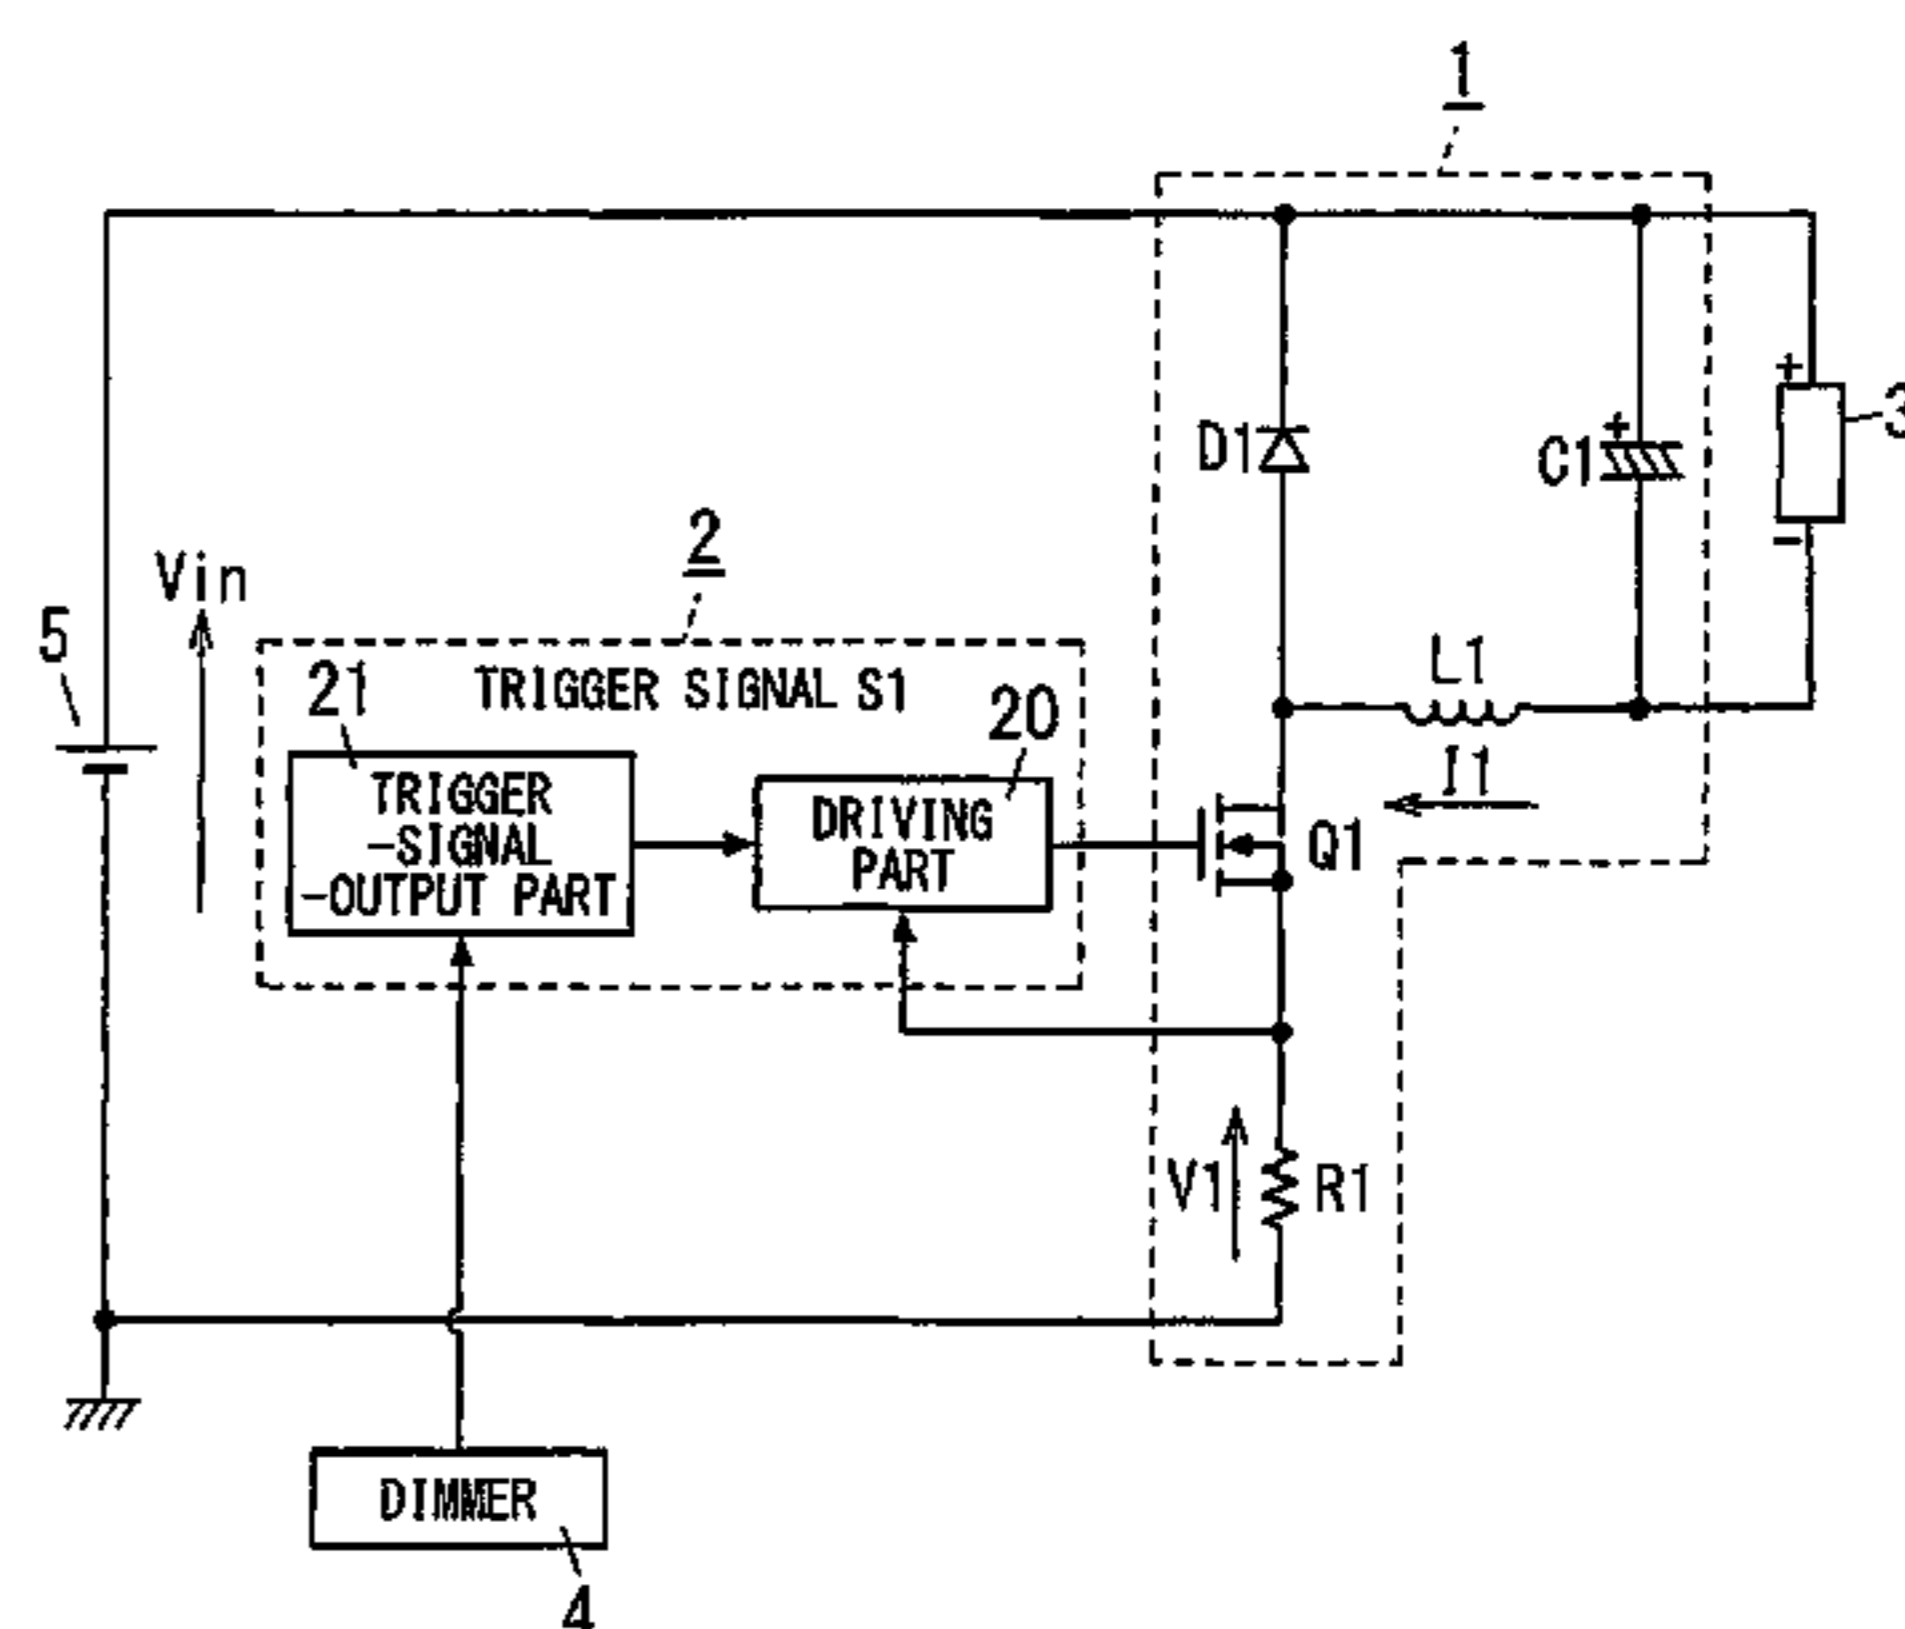 1
D1
C1
+
+
3
-
Vin
5
2
21
TRIGGER SIGNAL S1
20
L1
I1
TRIGGER
-SIGNAL
-OUTPUT PART
DRIVING
PART
Q1
V1
R1
DIMMER
4